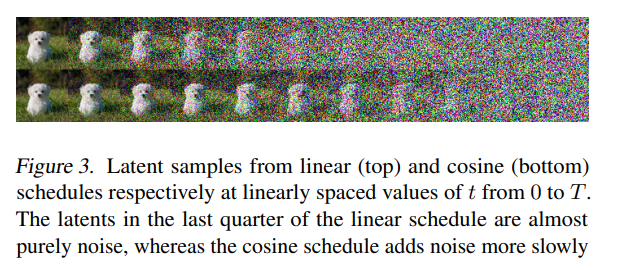 Figure 3. Latent samples from linear (top) and cosine (bottom)
schedules respectively at linearly spaced values of t from 0 to T.
The latents in the last quarter of the linear schedule are almost
purely noise, whereas the cosine schedule adds noise more slowly